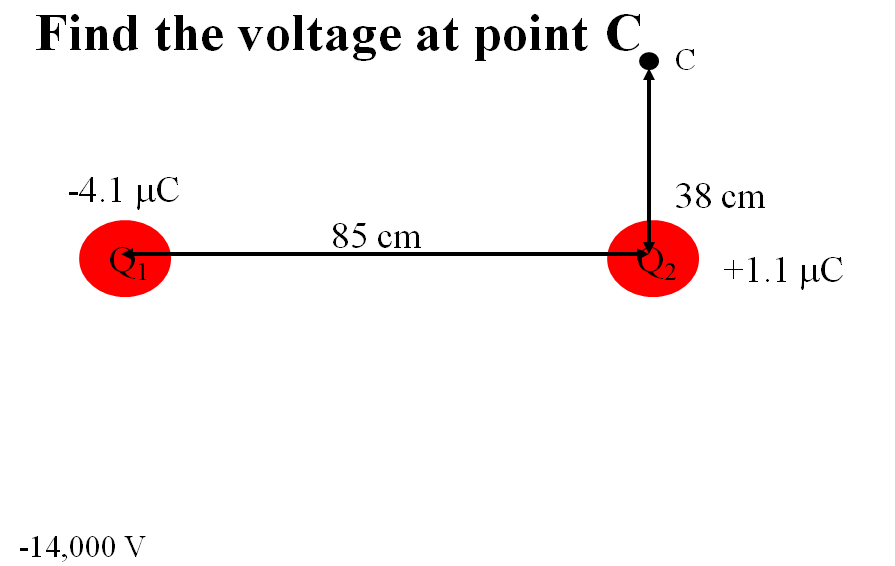 Find the voltage at point C
C
-4.1 μC
38 cm
85 cm
Q1
Q2
+1.1 μC
-14,000 V